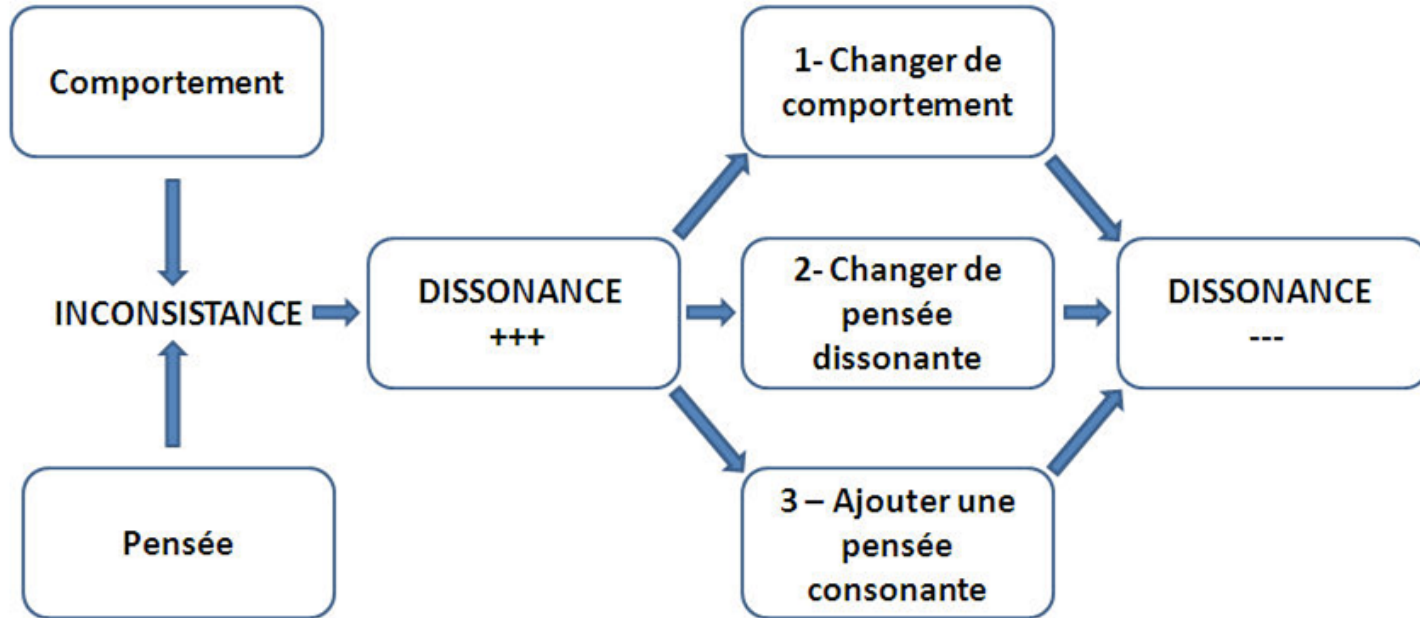 Comportement
INCONSISTANCE
Pensée
DISSONANCE
+++
1- Changer de
comportement
2- Changer de
pensée
dissonante
3 – Ajouter une
pensée
consonante
DISSONANCE
---